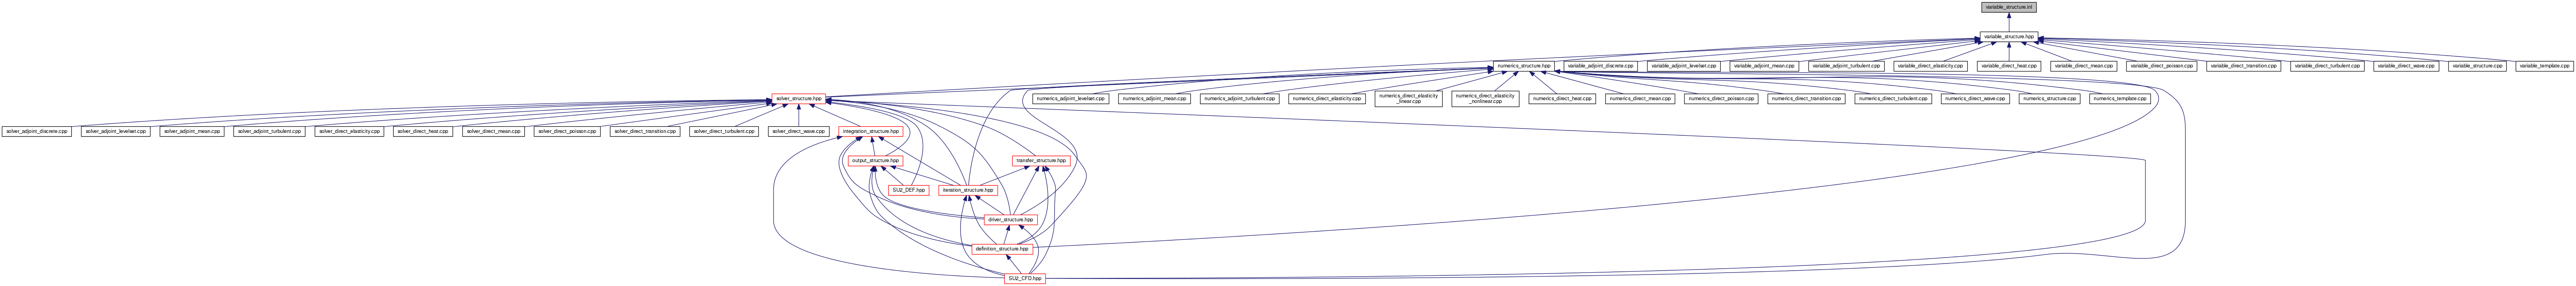 variable_structure.inl
variable_structure.hpp
numerics_structure.hpp
variable_adjoint_discrete.cpp
variable_adjoint_levelset.cpp
variable_adjoint_mean.cpp
variable_adjoint_turbulent.cpp
variable_direct_elasticity.cpp
variable_direct_heat.cpp
variable_direct_mean.cpp
variable_direct_poisson.cpp
variable_direct_transition.cpp
variable_direct_turbulent.cpp
variable_direct_wave.cpp
variable_structure.cpp
variable_template.cpp
solver_structure.hpp
numerics_adjoint_levelset.cpp
numerics_adjoint_mean.cpp
numerics_adjoint_turbulent.cpp
numerics_direct_elasticity.cpp
numerics_direct_elasticity
_linear.cpp
numerics_direct_elasticity
_nonlinear.cpp
numerics_direct_heat.cpp
numerics_direct_mean.cpp
numerics_direct_poisson.cpp
numerics_direct_transition.cpp
numerics_direct_turbulent.cpp
numerics_direct_wave.cpp
numerics_structure.cpp
numerics_template.cpp
solver_adjoint_discrete.cpp
solver_adjoint_levelset.cpp
solver_adjoint_mean.cpp
solver_adjoint_turbulent.cpp
solver_direct_elasticity.cpp
solver_direct_heat.cpp
solver_direct_mean.cpp
solver_direct_poisson.cpp
solver_direct_transition.cpp
solver_direct_turbulent.cpp
solver_direct_wave.cpp
integration_structure.hpp
output_structure.hpp
transfer_structure.hpp
SU2_DEF.hpp
iteration_structure.hpp
driver_structure.hpp
definition_structure.hpp
SU2_CFD.hpp